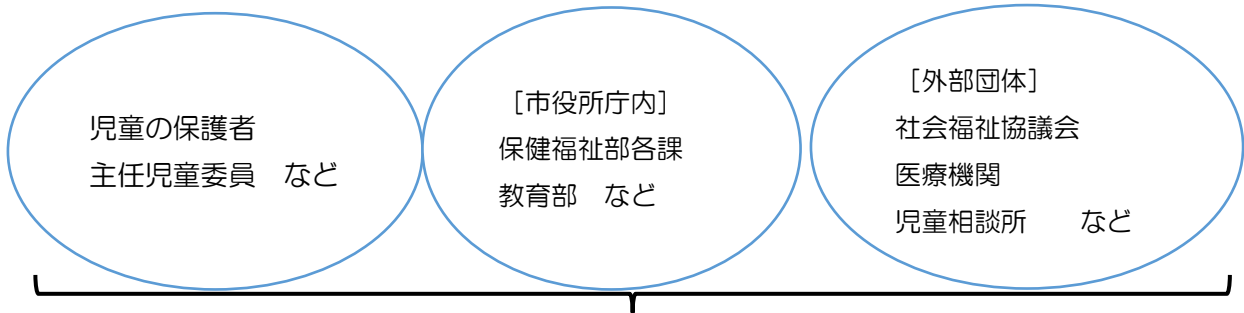 児童の保護者
主任児童委員　など
［市役所庁内］
保健福祉部各課
教育部　など
［外部団体］
社会福祉協議会
医療機関
児童相談所　　など